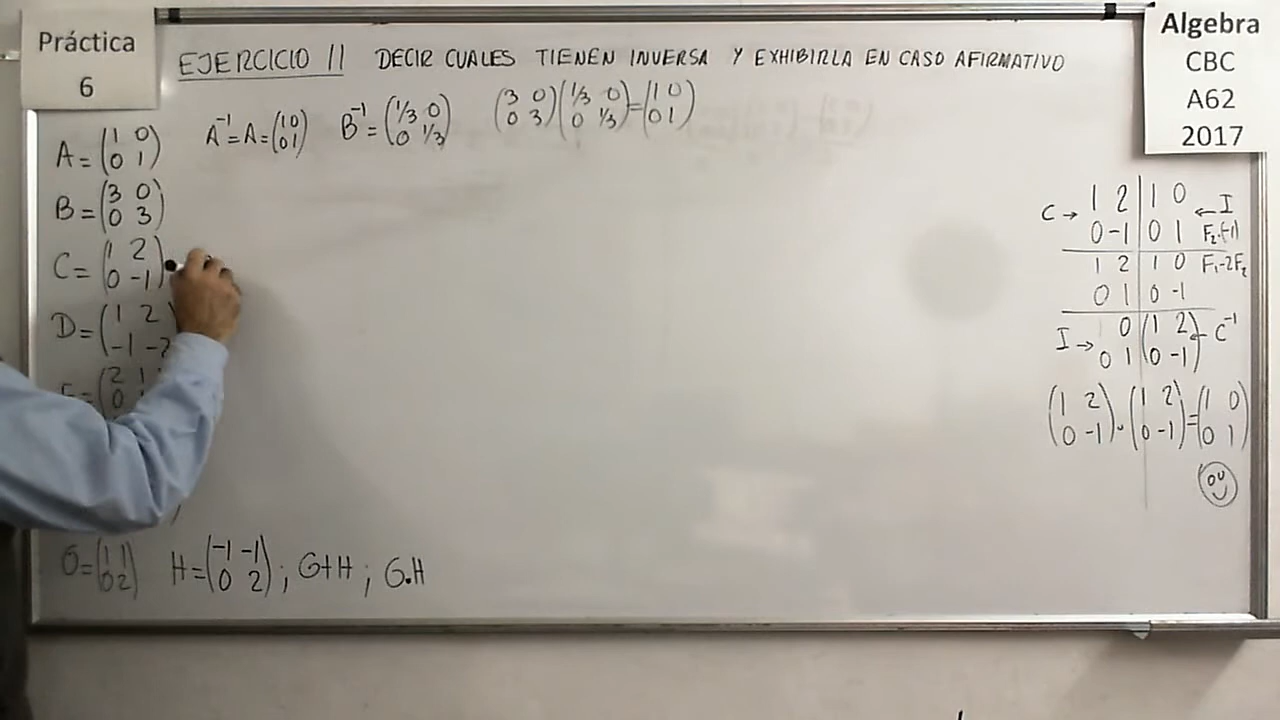 Práctica
6
Algebra
CBC
A62
2017
EJERCICIO 11 DECIR CUALES TIENEN INVERSA Y EXHIBIRLA EN CASO AFIRMATIVO
A⁻¹ = A = (1 0
0 1)
B⁻¹ = (1/3 0
0 1/3)
(3 0
0 3) (1/3 0
0 1/3) = (1 0
0 1)
A = (1 0
0 1)
B = (3 0
0 3)
C = (1 2
0 -1)
D = (1 2
-1 -2
= (2 1
0
G = (1 1
0 2)
H = (-1 -1
0 2) ; G+H ; G.H
C → 1 2 | 1 0 ← I
0 -1 | 0 1 F₂.(-1)
1 2 | 1 0 F₁-2F₂
0 1 | 0 -1
I → 0 (1 2) ← C⁻¹
0 1 (0 -1)
(1 2
0 -1) . (1 2
0 -1) = (1 0
0 1)